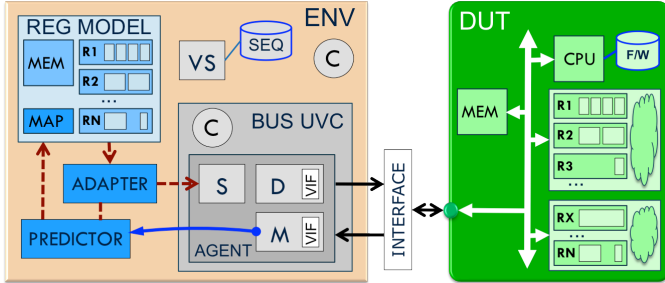 REG MODEL
MEM
R1
R2
...
RN
MAP
ADAPTER
PREDICTOR
ENV
VS
SEQ
C
C
BUS UVC
S
D
VIF
M
VIF
AGENT
INTERFACE
DUT
CPU
F/W
MEM
R1
R2
R3
...
RX
RN